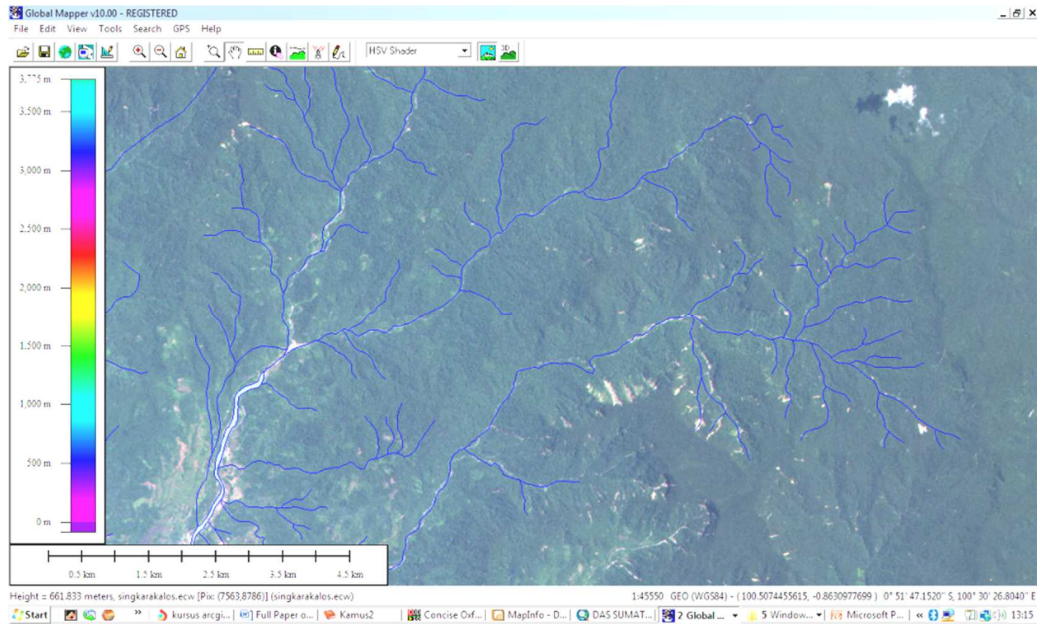 Global Mapper v10.00 - REGISTERED
File Edit View Tools Search GPS Help
HSV Shader
3D
3,500 m
3,000 m
2,500 m
2,000 m
1,500 m
1,000 m
500 m
0 m
0.5 km 1.5 km 2.5 km 3.5 km 4.5 km
Height = 661.833 meters, singkarakalos.ecw [Pix: (7563,8786)] (singkarakalos.ecw)
1:45550 GEO (WGS84) - ( 100.5074455615, -0.8630977699 ) 0° 51' 47.1520" S, 100° 30' 26.8040" E
Start » kursus arcgi... Full Paper o... Kamus2 Concise Oxf... MapInfo - D... DAS SUMAT... 2 Global ... 5 Window... Microsoft P... « 13:15